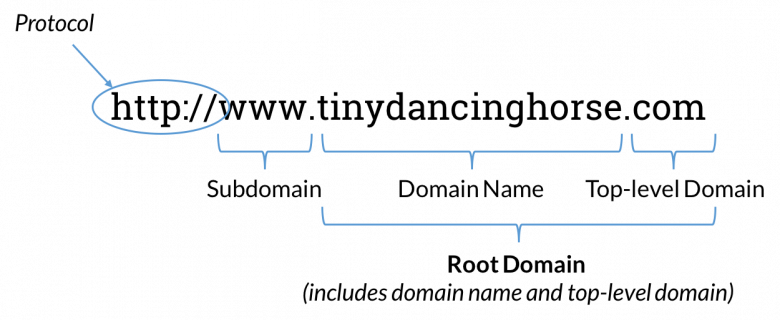 Protocol
http://www.tinydancinghorse.com
Subdomain Domain Name Top-level Domain
Root Domain
(includes domain name and top-level domain)